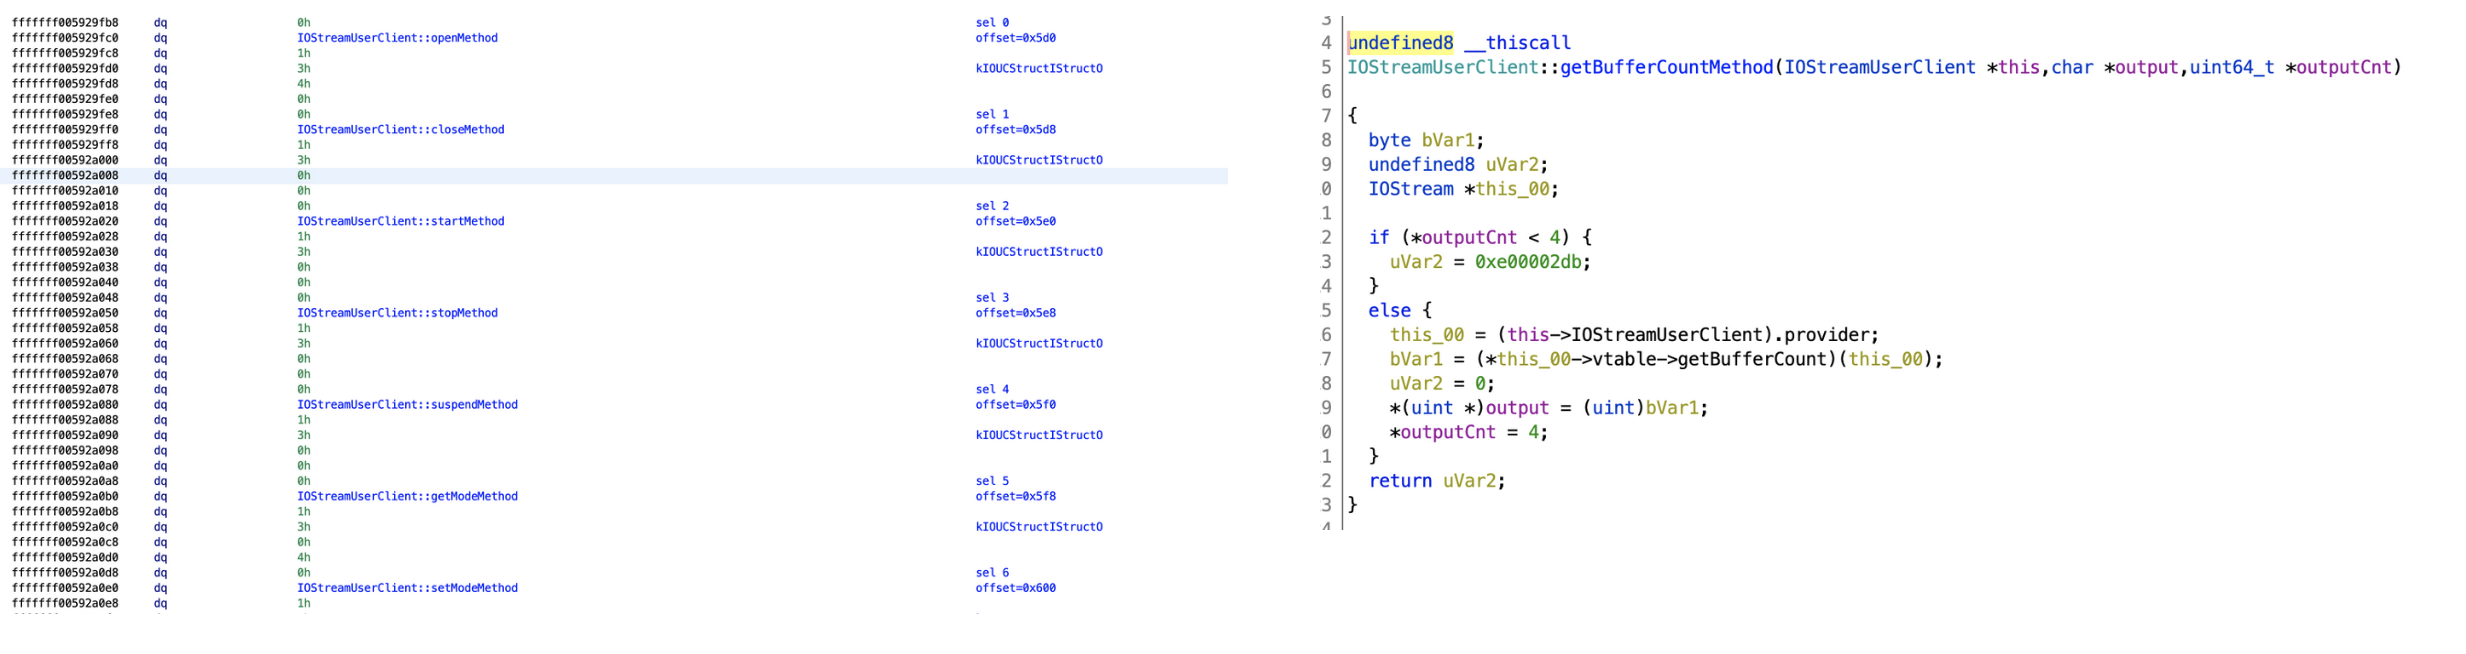 fffffff005929fb8 dq 0h sel 0
fffffff005929fc0 dq IOStreamUserClient::openMethod offset=0x5d0
fffffff005929fc8 dq 1h
fffffff005929fd0 dq 3h kIOUCStructIStructO
fffffff005929fd8 dq 4h
fffffff005929fe0 dq 0h
fffffff005929fe8 dq 0h sel 1
fffffff005929ff0 dq IOStreamUserClient::closeMethod offset=0x5d8
fffffff005929ff8 dq 1h
fffffff00592a000 dq 3h kIOUCStructIStructO
fffffff00592a008 dq 0h
fffffff00592a010 dq 0h
fffffff00592a018 dq 0h sel 2
fffffff00592a020 dq IOStreamUserClient::startMethod offset=0x5e0
fffffff00592a028 dq 1h
fffffff00592a030 dq 3h kIOUCStructIStructO
fffffff00592a038 dq 0h
fffffff00592a040 dq 0h
fffffff00592a048 dq 0h sel 3
fffffff00592a050 dq IOStreamUserClient::stopMethod offset=0x5e8
fffffff00592a058 dq 1h
fffffff00592a060 dq 3h kIOUCStructIStructO
fffffff00592a068 dq 0h
fffffff00592a070 dq 0h
fffffff00592a078 dq 0h sel 4
fffffff00592a080 dq IOStreamUserClient::suspendMethod offset=0x5f0
fffffff00592a088 dq 1h
fffffff00592a090 dq 3h kIOUCStructIStructO
fffffff00592a098 dq 0h
fffffff00592a0a0 dq 0h
fffffff00592a0a8 dq 0h sel 5
fffffff00592a0b0 dq IOStreamUserClient::getModeMethod offset=0x5f8
fffffff00592a0b8 dq 1h
fffffff00592a0c0 dq 3h kIOUCStructIStructO
fffffff00592a0c8 dq 0h
fffffff00592a0d0 dq 4h
fffffff00592a0d8 dq 0h sel 6
fffffff00592a0e0 dq IOStreamUserClient::setModeMethod offset=0x600
fffffff00592a0e8 dq 1h
3
4 undefined8 __thiscall
5 IOStreamUserClient::getBufferCountMethod(IOStreamUserClient *this,char *output,uint64_t *outputCnt)
6
7 {
8 byte bVar1;
9 undefined8 uVar2;
0 IOStream *this_00;
1
2 if (*outputCnt < 4) {
3 uVar2 = 0xe00002db;
4 }
5 else {
6 this_00 = (this->IOStreamUserClient).provider;
7 bVar1 = (*this_00->vtable->getBufferCount)(this_00);
8 uVar2 = 0;
9 *(uint *)output = (uint)bVar1;
0 *outputCnt = 4;
1 }
2 return uVar2;
3 }
4